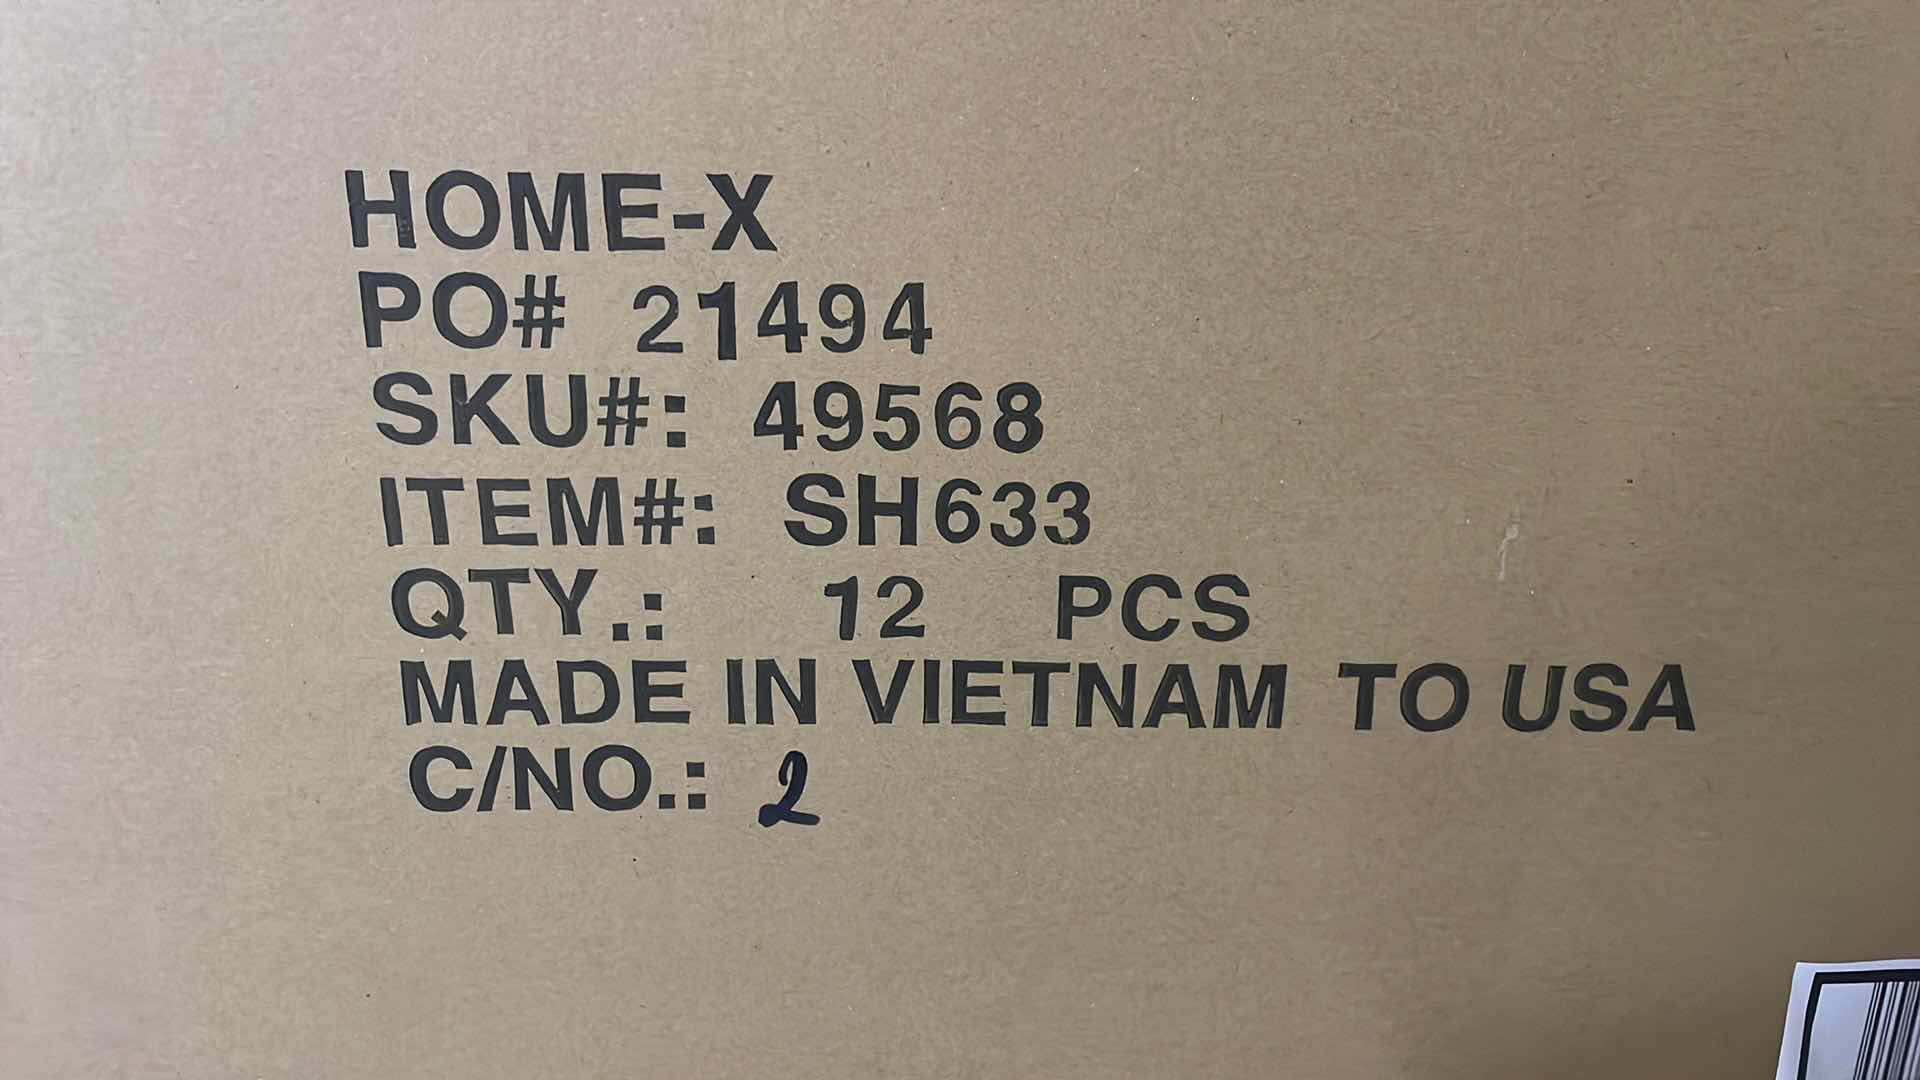 HOME-X
PO# 21494
SKU#: 49568
ITEM#: SH633
QTY.: 12 PCS
MADE IN VIETNAM TO USA
C/NO.: 2